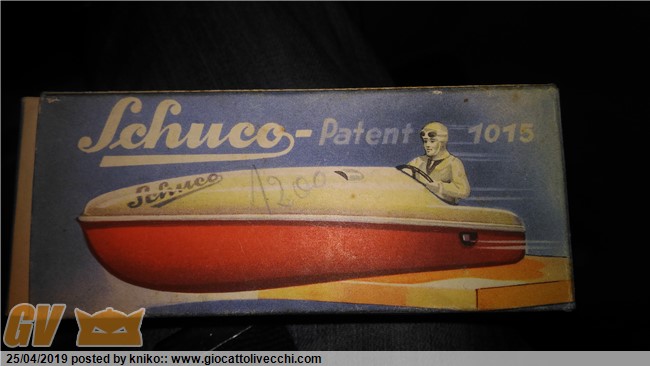 Schuco - Patent 1015
Schuco
1200
GV
25/04/2019 posted by kniko:: www.giocattolivecchi.com